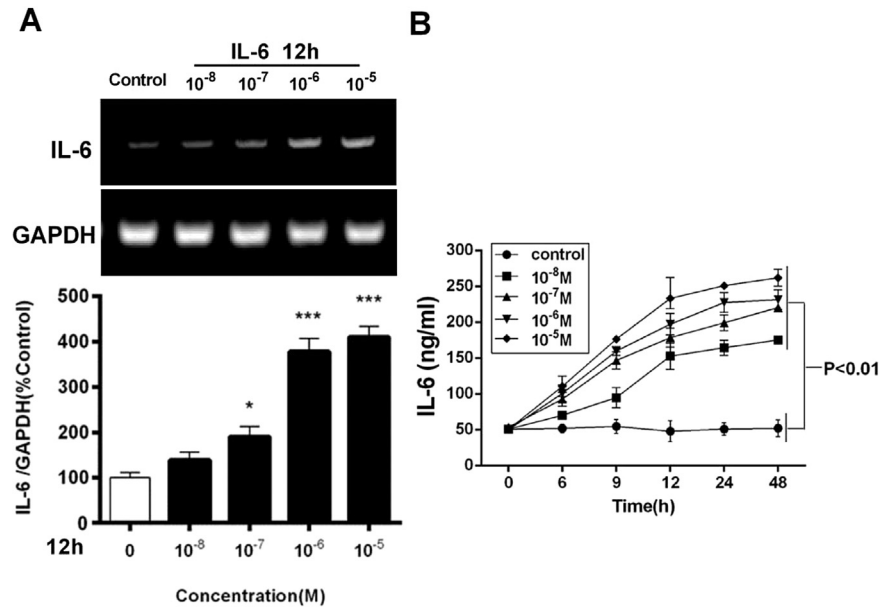 A
IL-6 12h
Control 10⁻⁸ 10⁻⁷ 10⁻⁶ 10⁻⁵
IL-6
GAPDH
IL-6 /GAPDH(%Control)
500
400
300
200
100
0
***
***
*
12h 0 10⁻⁸ 10⁻⁷ 10⁻⁶ 10⁻⁵
Concentration(M)
B
IL-6 (ng/ml)
300
250
200
150
100
50
0
control
10⁻⁸M
10⁻⁷M
10⁻⁶M
10⁻⁵M
P<0.01
0 6 9 12 24 48
Time(h)